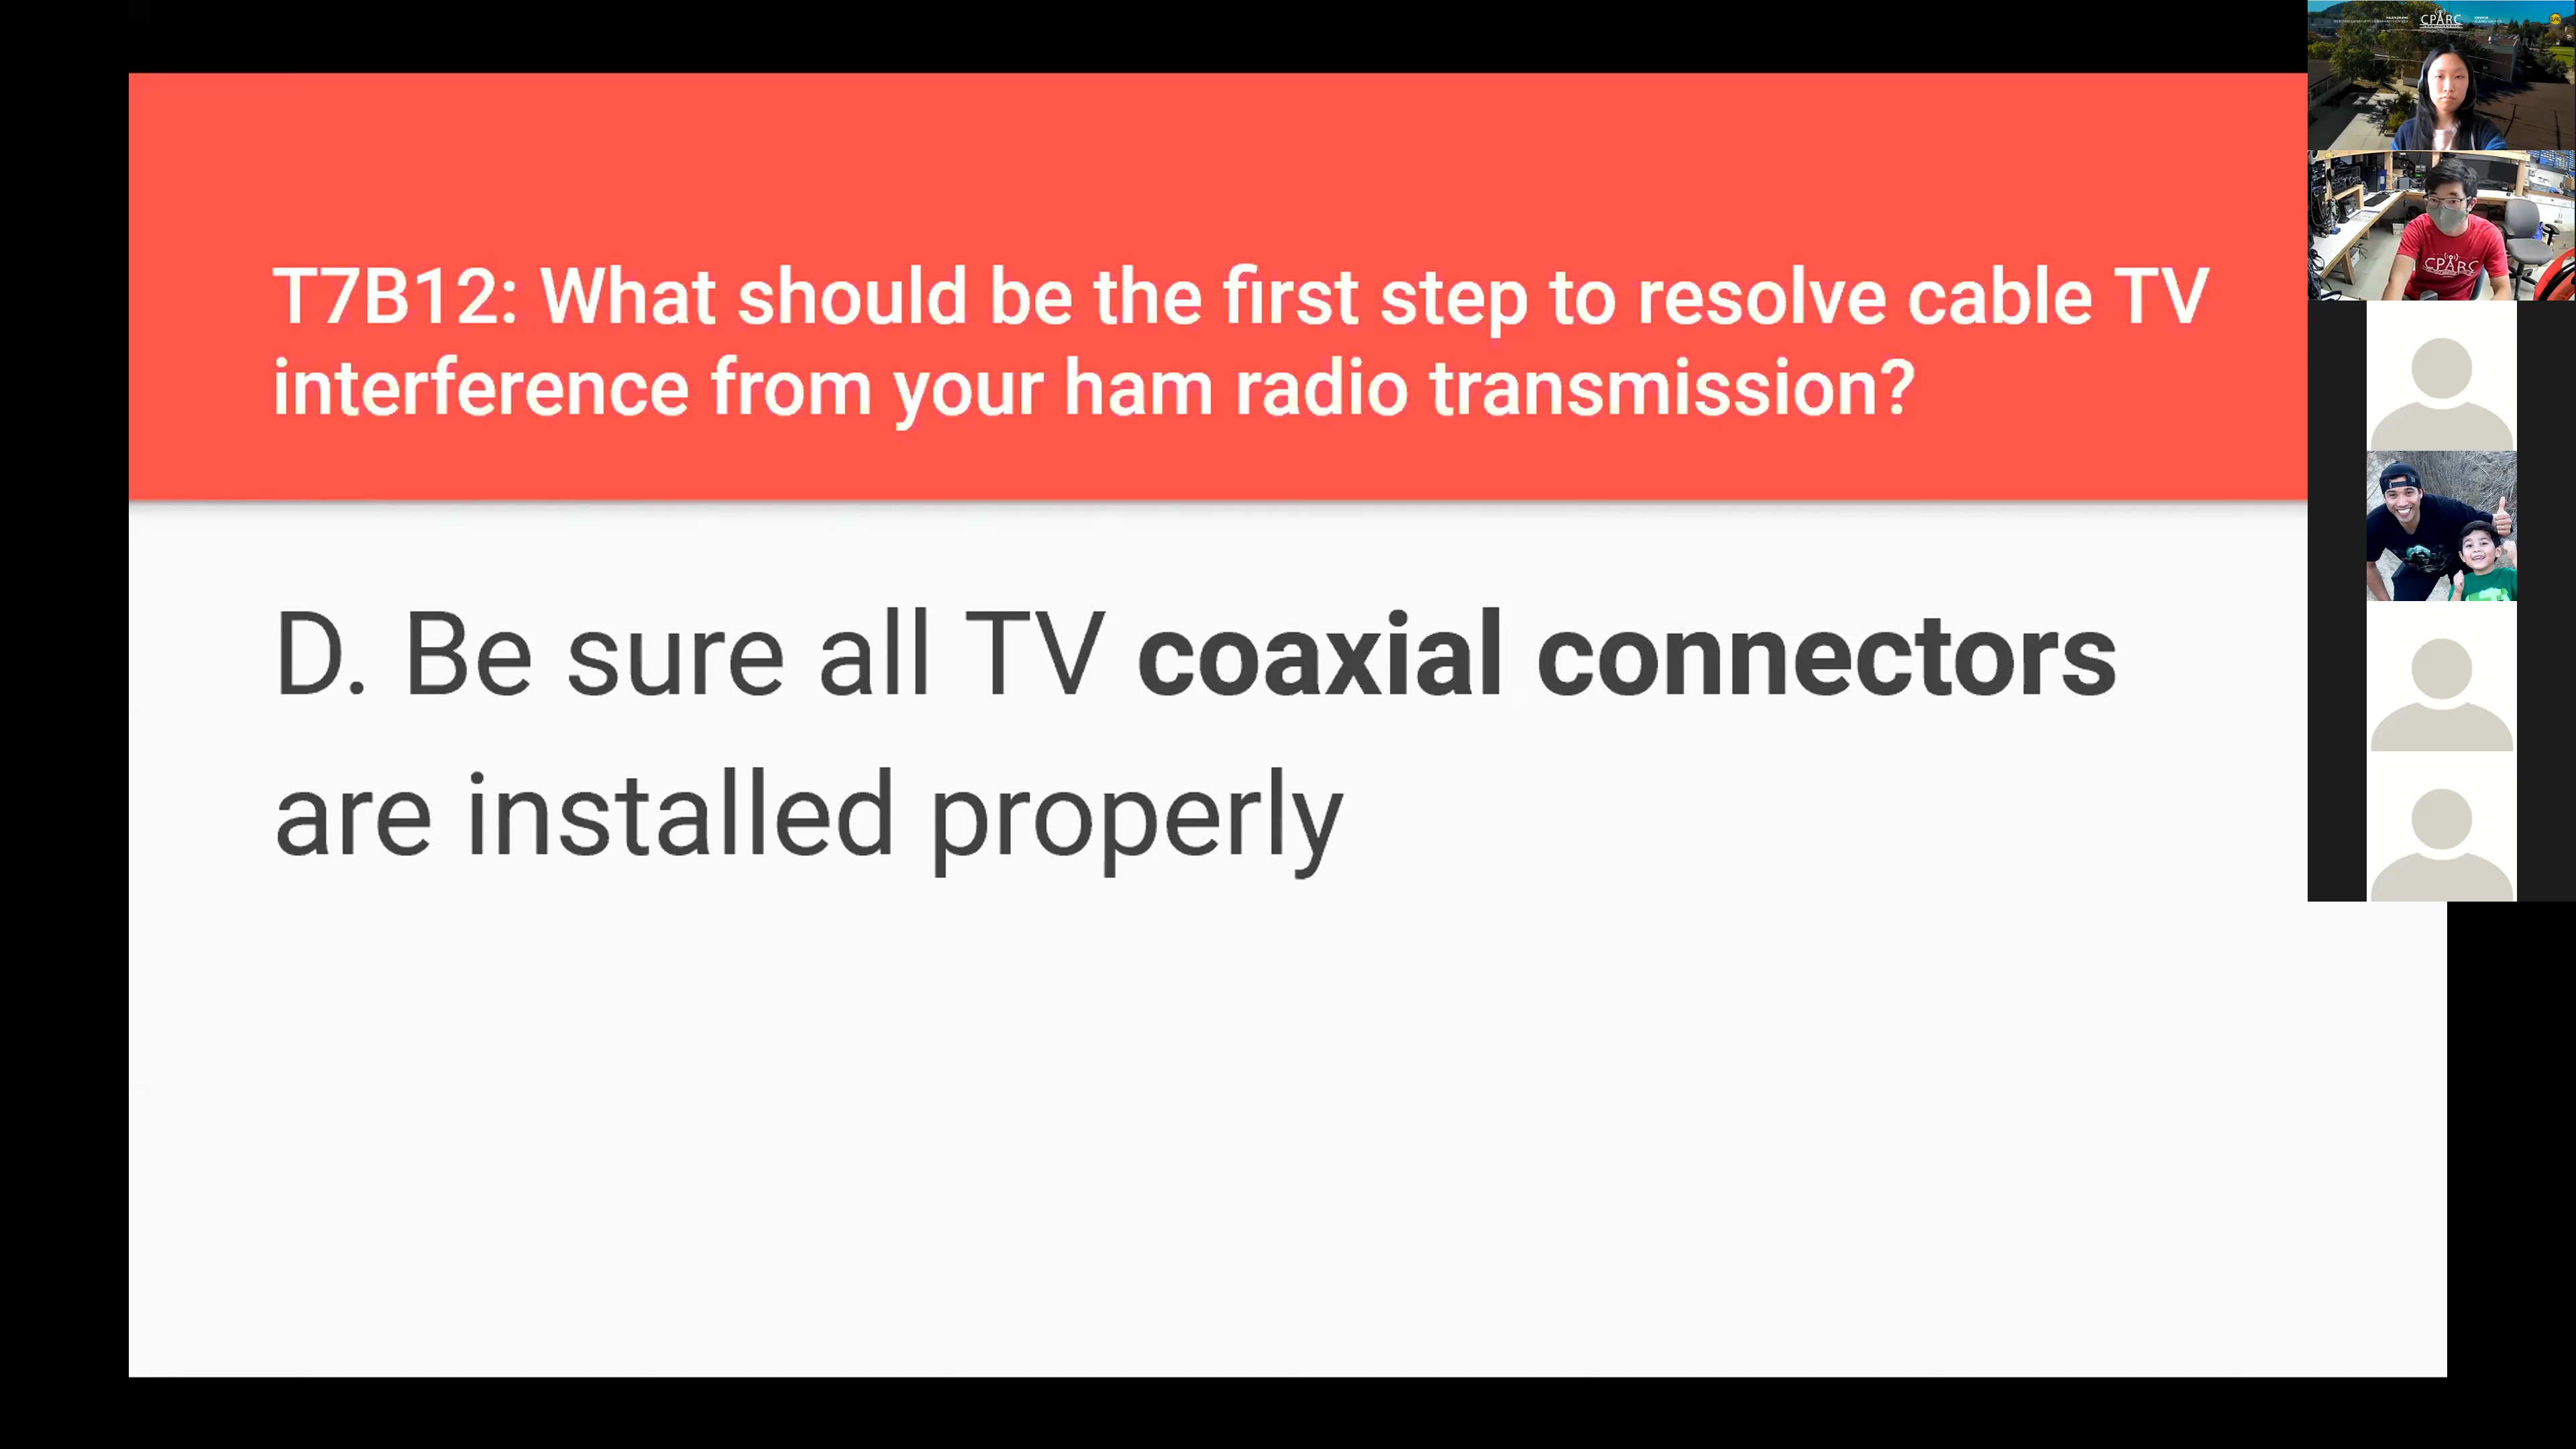 T7B12: What should be the first step to resolve cable TV
interference from your ham radio transmission?
D. Be sure all TV coaxial connectors
are installed properly
CPARC
CPARC